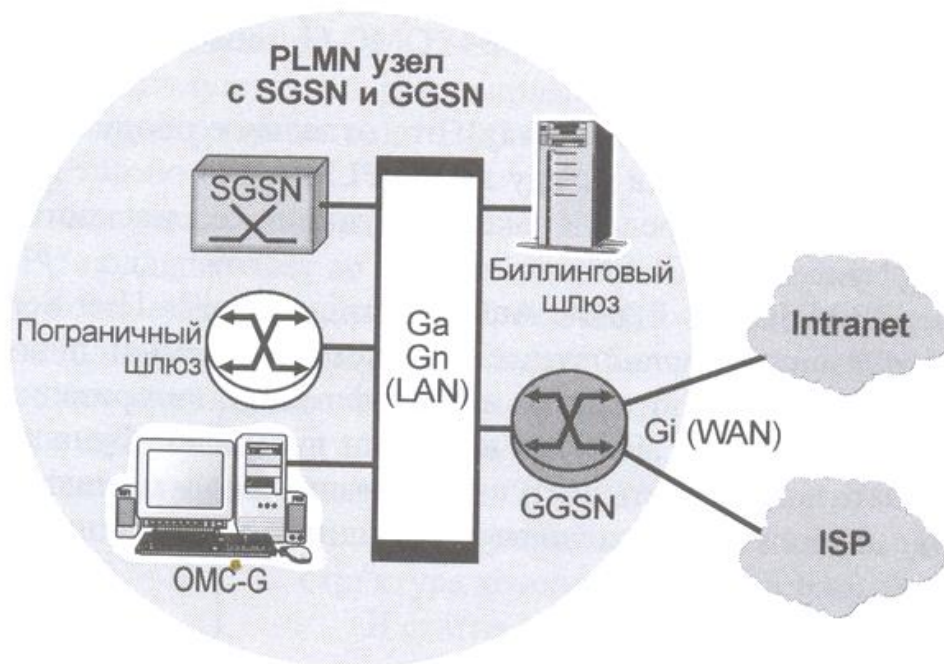 PLMN узел
с SGSN и GGSN
SGSN
Биллинговый
шлюз
Пограничный
шлюз
Ga
Gn
(LAN)
Intranet
Gi (WAN)
GGSN
ISP
OMC-G